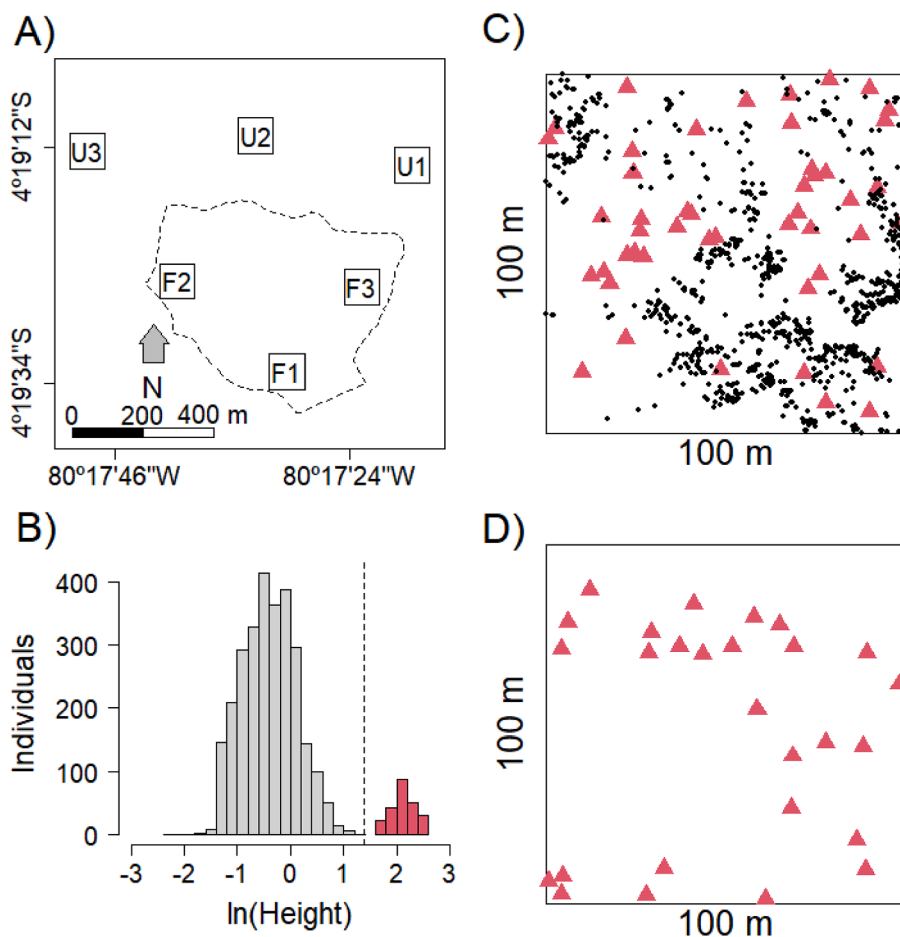 A)
4º19'12''S
4º19'34''S
U3
U2
U1
F2
F3
F1
N
0 200 400 m
80º17'46''W 80º17'24''W
B)
Individuals
400
300
200
100
0
-3 -2 -1 0 1 2 3
ln(Height)
C)
100 m
100 m
D)
100 m
100 m